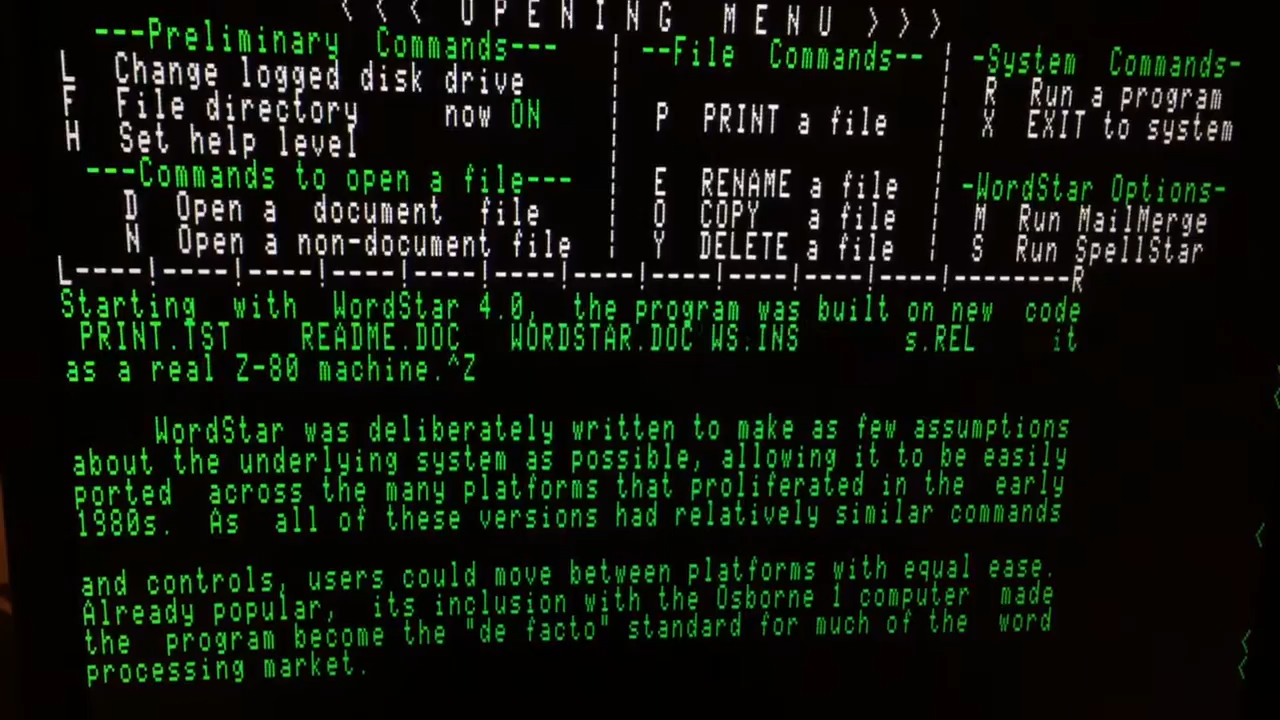 < < < O P E N I N G   M E N U > > >
---Preliminary Commands--- | --File Commands-- | -System Commands-
L Change logged disk drive | | R Run a program
F File directory now ON | P PRINT a file | X EXIT to system
H Set help level | |
---Commands to open a file--- | E RENAME a file | -WordStar Options-
D Open a document file | O COPY a file | M Run MailMerge
N Open a non-document file | Y DELETE a file | S Run SpellStar
L----!----!----!----!----!----!----!----!----!----!----!-------R
Starting with WordStar 4.0, the program was built on new code
PRINT.TST README.DOC WORDSTAR.DOC WS.INS s.REL it
as a real Z-80 machine.^Z
WordStar was deliberately written to make as few assumptions
about the underlying system as possible, allowing it to be easily
ported across the many platforms that proliferated in the early
1980s. As all of these versions had relatively similar commands
and controls, users could move between platforms with equal ease.
Already popular, its inclusion with the Osborne 1 computer made
the program become the "de facto" standard for much of the word
processing market.